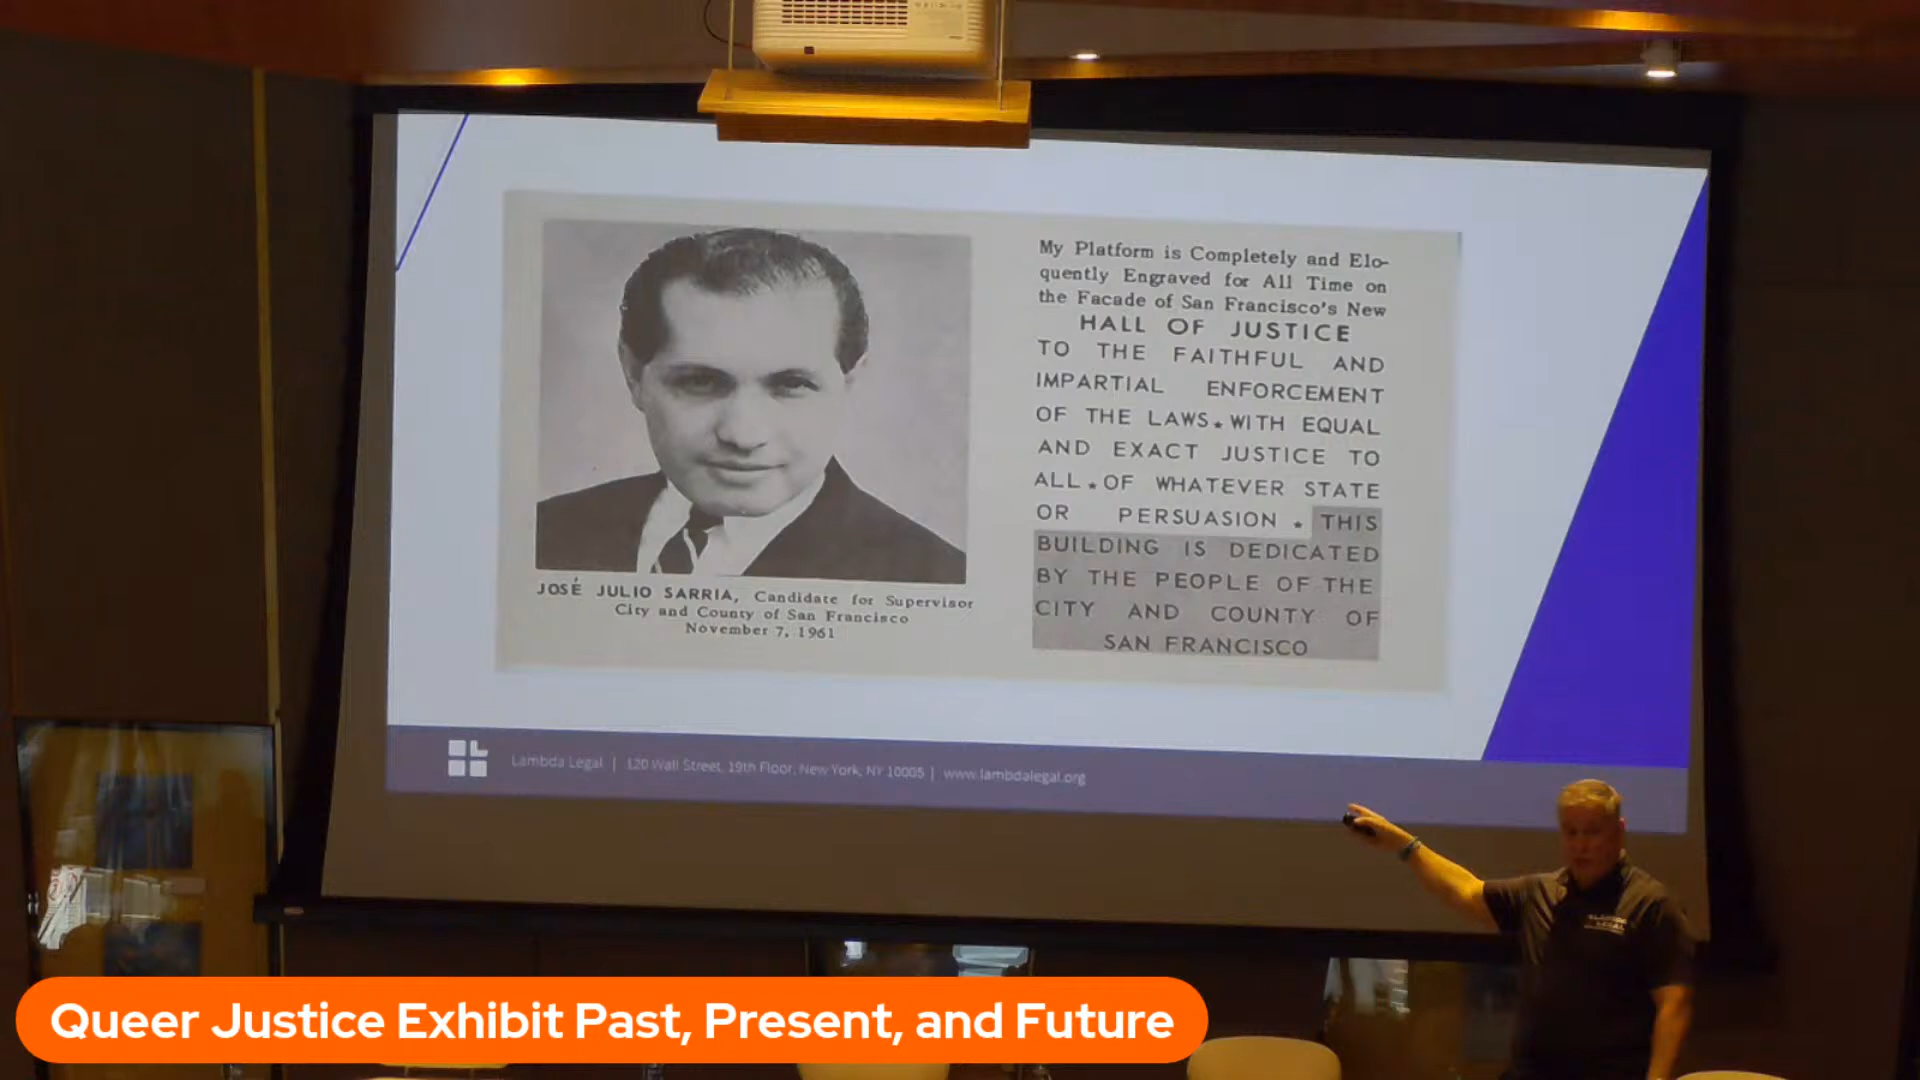 My Platform is Completely and Elo-
quently Engraved for All Time on
the Facade of San Francisco's New
HALL OF JUSTICE
TO THE FAITHFUL AND
IMPARTIAL ENFORCEMENT
OF THE LAWS★WITH EQUAL
AND EXACT JUSTICE TO
ALL★OF WHATEVER STATE
OR PERSUASION ★ THIS
BUILDING IS DEDICATED
BY THE PEOPLE OF THE
CITY AND COUNTY OF
SAN FRANCISCO
JOSÉ JULIO SARRIA, Candidate for Supervisor
City and County of San Francisco
November 7, 1961
Lambda Legal | 120 Wall Street, 19th Floor, New York, NY 10005 | www.lambdalegal.org
LAMBDA
LEGAL
Queer Justice Exhibit Past, Present, and Future